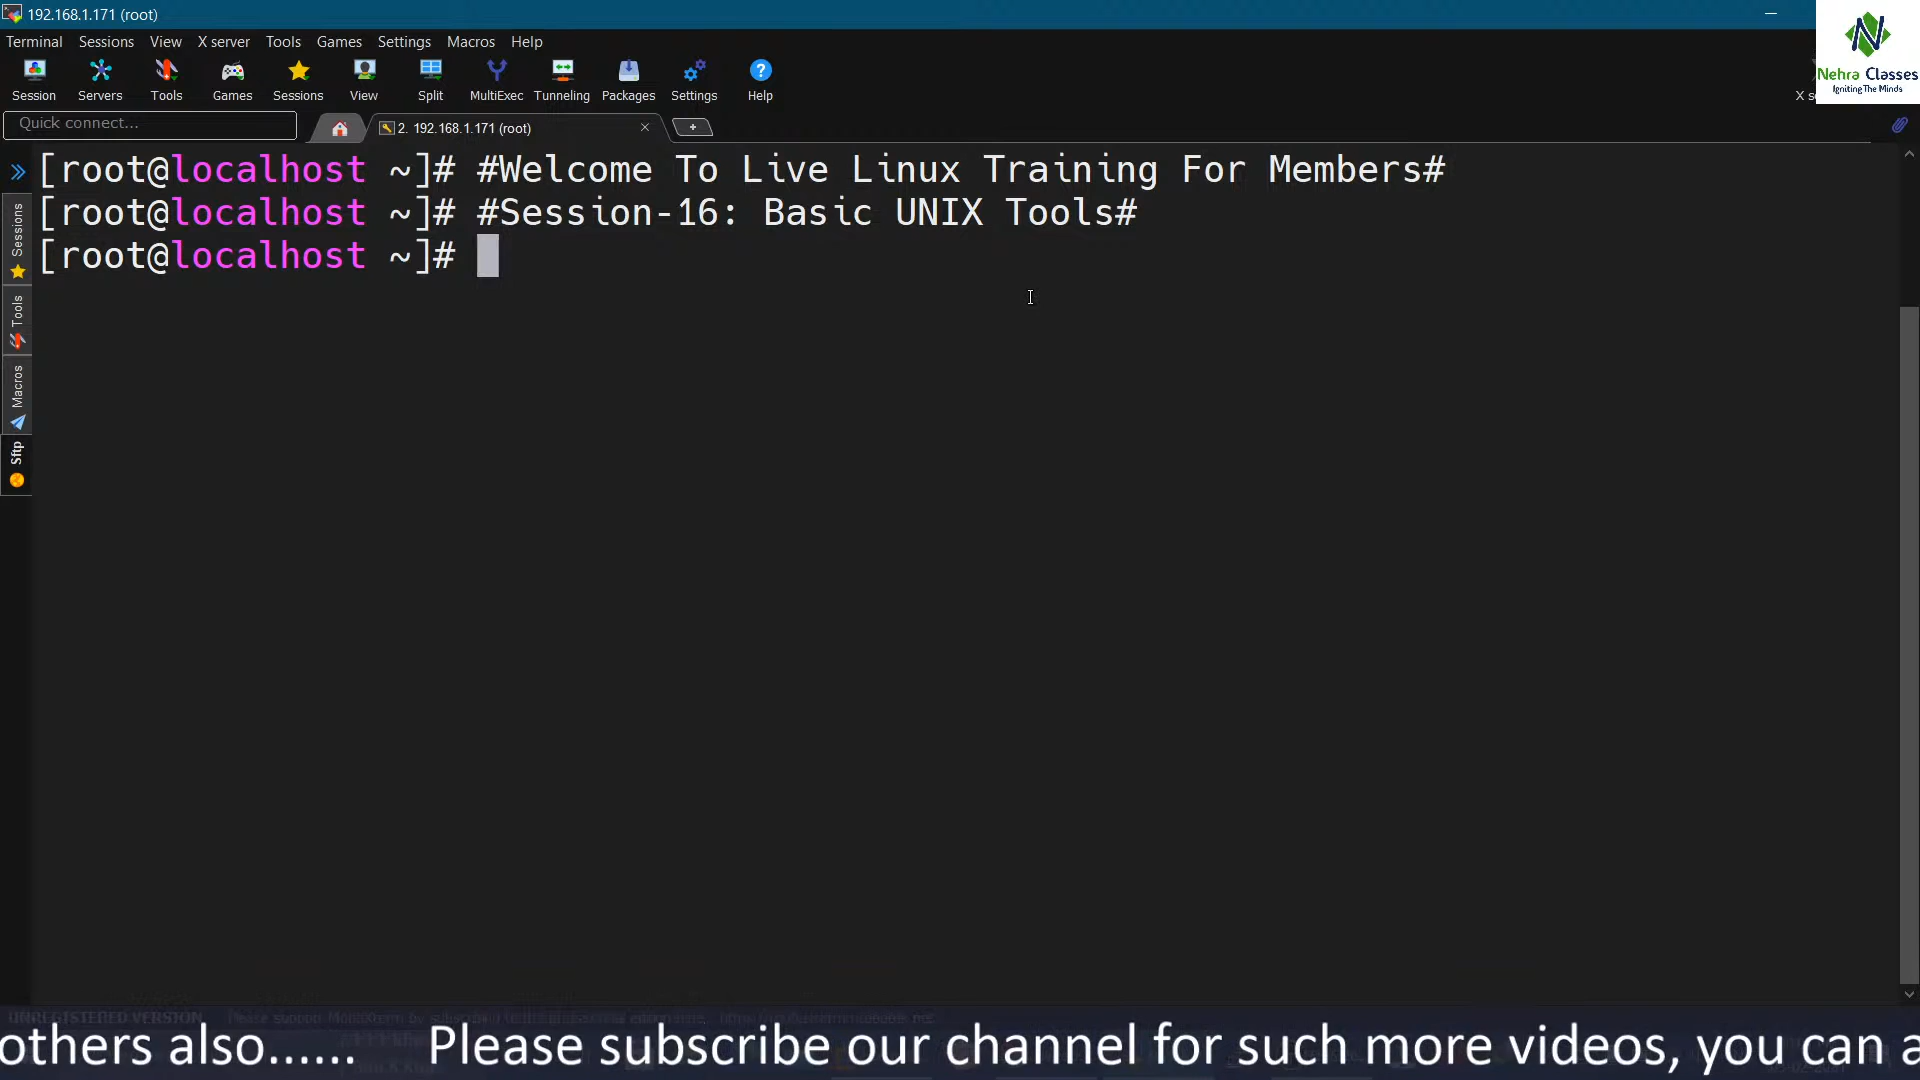 192.168.1.171 (root)
Terminal Sessions View X server Tools Games Settings Macros Help
Session Servers Tools Games Sessions View Split MultiExec Tunneling Packages Settings Help
X se
Nehra Classes
Igniting The Minds
Quick connect...
2. 192.168.1.171 (root)
[root@localhost ~]# #Welcome To Live Linux Training For Members#
[root@localhost ~]# #Session-16: Basic UNIX Tools#
[root@localhost ~]#
Sessions
Tools
Macros
Sftp
UNREGISTERED VERSION
others also...... Please subscribe our channel for such more videos, you can a